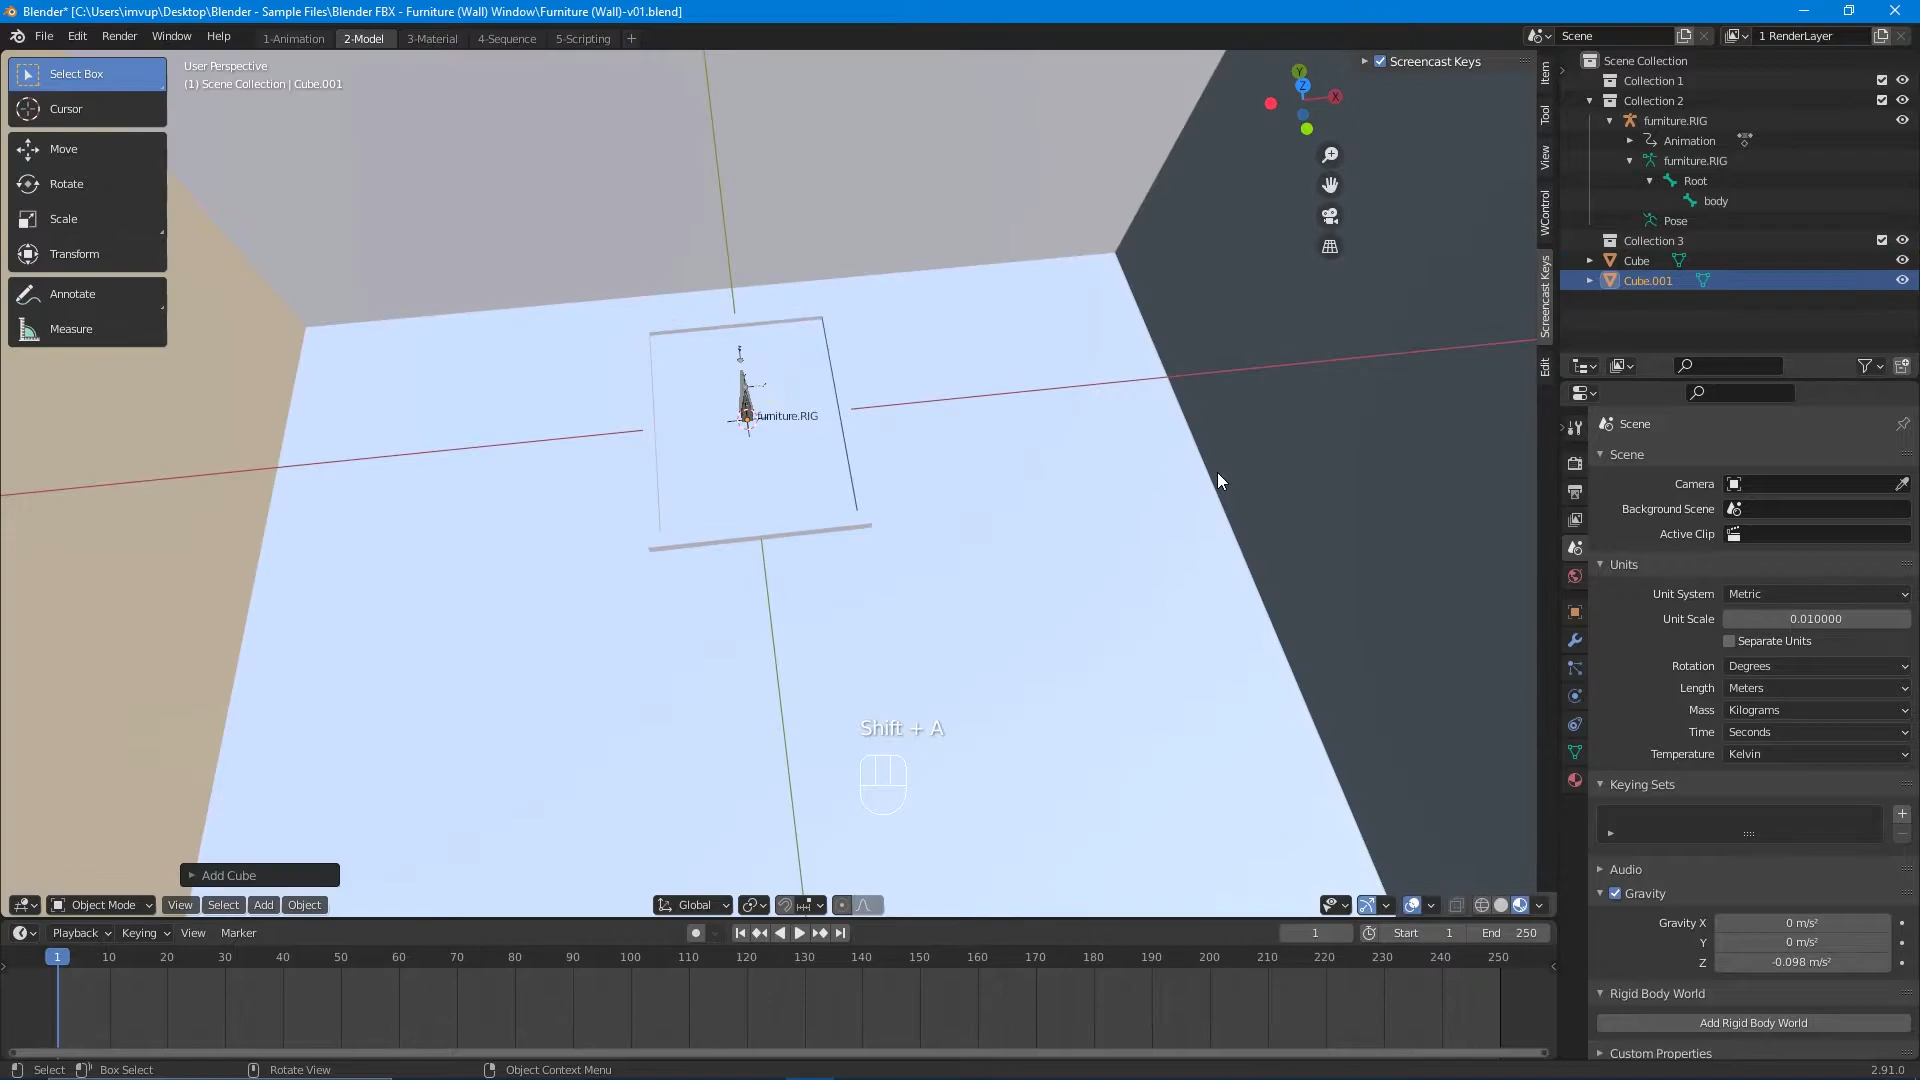 Blender* [C:\Users\imvup\Desktop\Blender - Sample Files\Blender FBX - Furniture (Wall) Window\Furniture (Wall)-v01.blend]
File Edit Render Window Help 1-Animation 2-Model 3-Material 4-Sequence 5-Scripting + Scene 1 RenderLayer
Select Box
Cursor
Move
Rotate
Scale
Transform
Annotate
Measure
User Perspective
(1) Scene Collection | Cube.001
Screencast Keys
Y
Z
X
Item
Tool
View
WControl
Screencast Keys
Edit
furniture.RIG
Shift + A
Add Cube
Object Mode View Select Add Object Global
Scene Collection
Collection 1
Collection 2
furniture.RIG
Animation
furniture.RIG
Root
body
Pose
Collection 3
Cube
Cube.001
Scene
Scene
Camera
Background Scene
Active Clip
Units
Unit System Metric
Unit Scale 0.010000
Separate Units
Rotation Degrees
Length Meters
Mass Kilograms
Time Seconds
Temperature Kelvin
Keying Sets
Audio
Gravity
Gravity X 0 m/s²
Y 0 m/s²
Z -0.098 m/s²
Rigid Body World
Add Rigid Body World
Custom Properties
Playback Keying View Marker 1 Start 1 End 250
1 10 20 30 40 50 60 70 80 90 100 110 120 130 140 150 160 170 180 190 200 210 220 230 240 250
Select Box Select Rotate View Object Context Menu 2.91.0